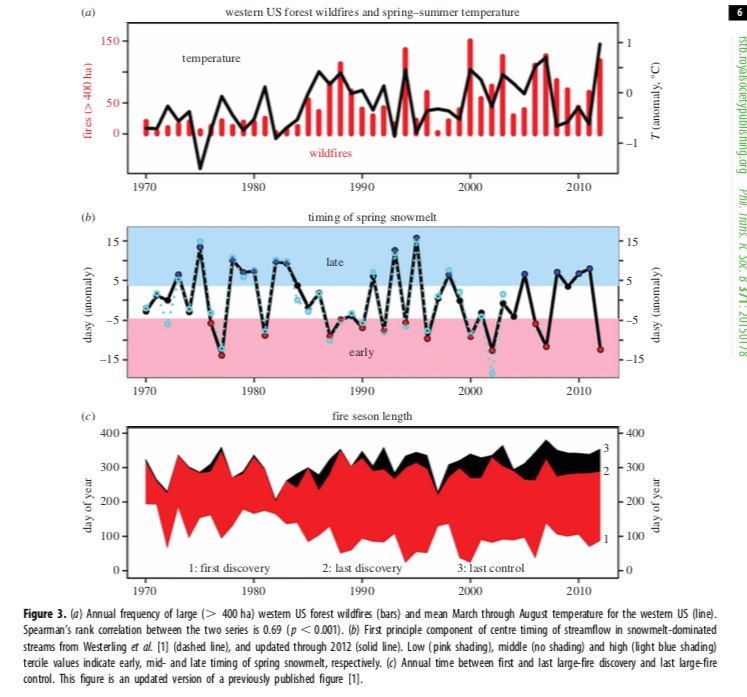 6
rstb.royalsocietypublishing.org Phil. Trans. R. Soc. B 371: 20150178
(a) western US forest wildfires and spring–summer temperature
150
50
0
fires (> 400 ha)
temperature
wildfires
1
0
−1
T (anomaly, °C)
1970 1980 1990 2000 2010
(b) timing of spring snowmelt
15
5
−5
−15
dasy (anomaly)
late
early
15
5
−5
−15
dasy (anomaly)
1970 1980 1990 2000 2010
(c) fire seson length
400
300
200
100
0
day of year
1: first discovery 2: last discovery 3: last control
3
2
1
400
300
200
100
0
day of year
1970 1980 1990 2000 2010
Figure 3. (a) Annual frequency of large (> 400 ha) western US forest wildfires (bars) and mean March through August temperature for the western US (line).
Spearman's rank correlation between the two series is 0.69 (p < 0.001). (b) First principle component of centre timing of streamflow in snowmelt-dominated
streams from Westerling et al. [1] (dashed line), and updated through 2012 (solid line). Low (pink shading), middle (no shading) and high (light blue shading)
tercile values indicate early, mid- and late timing of spring snowmelt, respectively. (c) Annual time between first and last large-fire discovery and last large-fire
control. This figure is an updated version of a previously published figure [1].